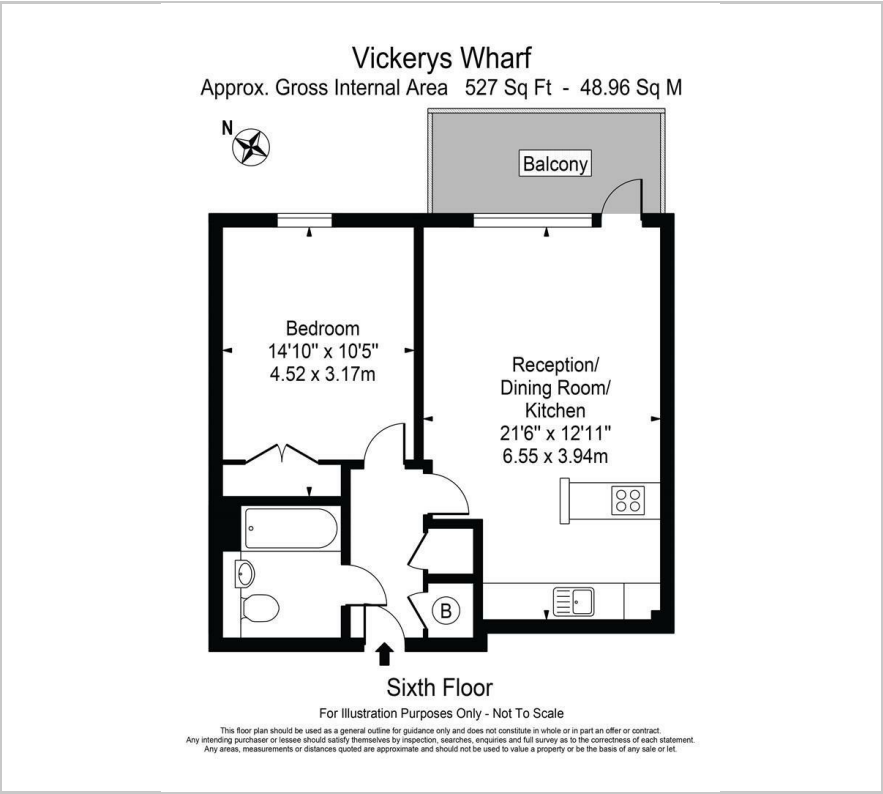 Vickerys Wharf
Approx. Gross Internal Area 527 Sq Ft - 48.96 Sq M
N
Balcony
Bedroom
14'10" x 10'5"
4.52 x 3.17m
Reception/
Dining Room/
Kitchen
21'6" x 12'11"
6.55 x 3.94m
B
Sixth Floor
For Illustration Purposes Only - Not To Scale
This floor plan should be used as a general outline for guidance only and does not constitute in whole or in part an offer or contract.
Any intending purchaser or lessee should satisfy themselves by inspection, searches, enquiries and full survey as to the correctness of each statement.
Any areas, measurements or distances quoted are approximate and should not be used to value a property or be the basis of any sale or let.